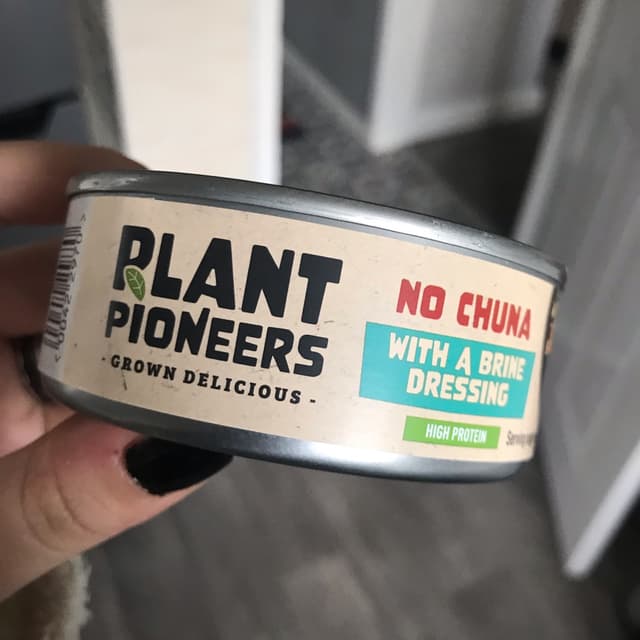 PLANT
PIONEERS
- GROWN DELICIOUS -
NO CHUNA
WITH A BRINE
DRESSING
HIGH PROTEIN